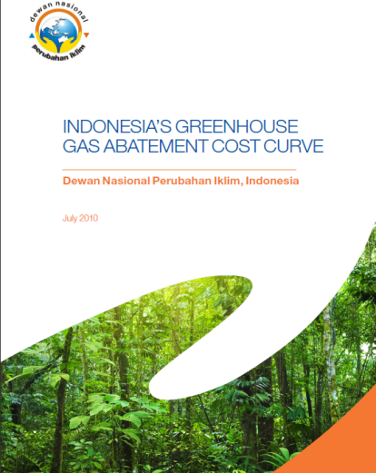 dewan nasional
perubahan iklim
INDONESIA'S GREENHOUSE
GAS ABATEMENT COST CURVE
Dewan Nasional Perubahan Iklim, Indonesia
July 2010